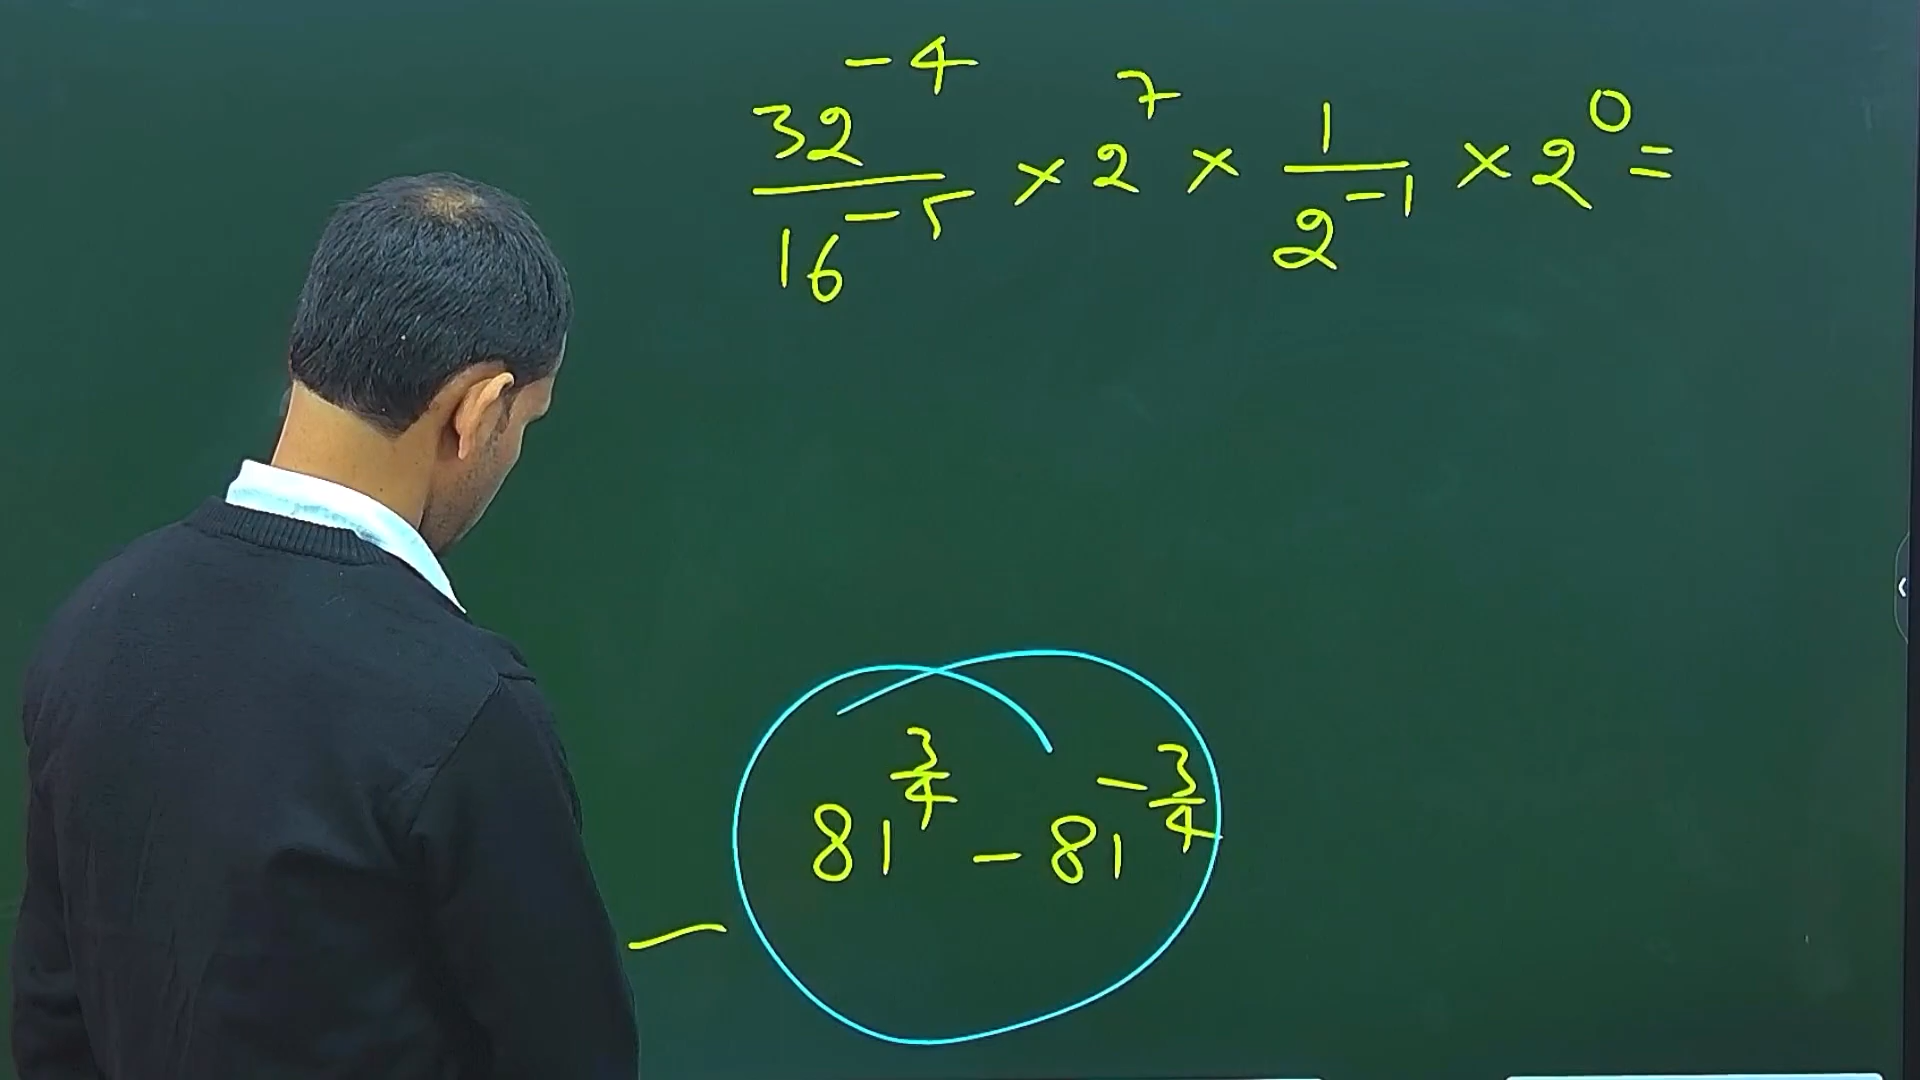 32^-4 / 16^-5 × 2^7 × 1 / 2^-1 × 2^0 =
81^3/4 - 81^-3/4